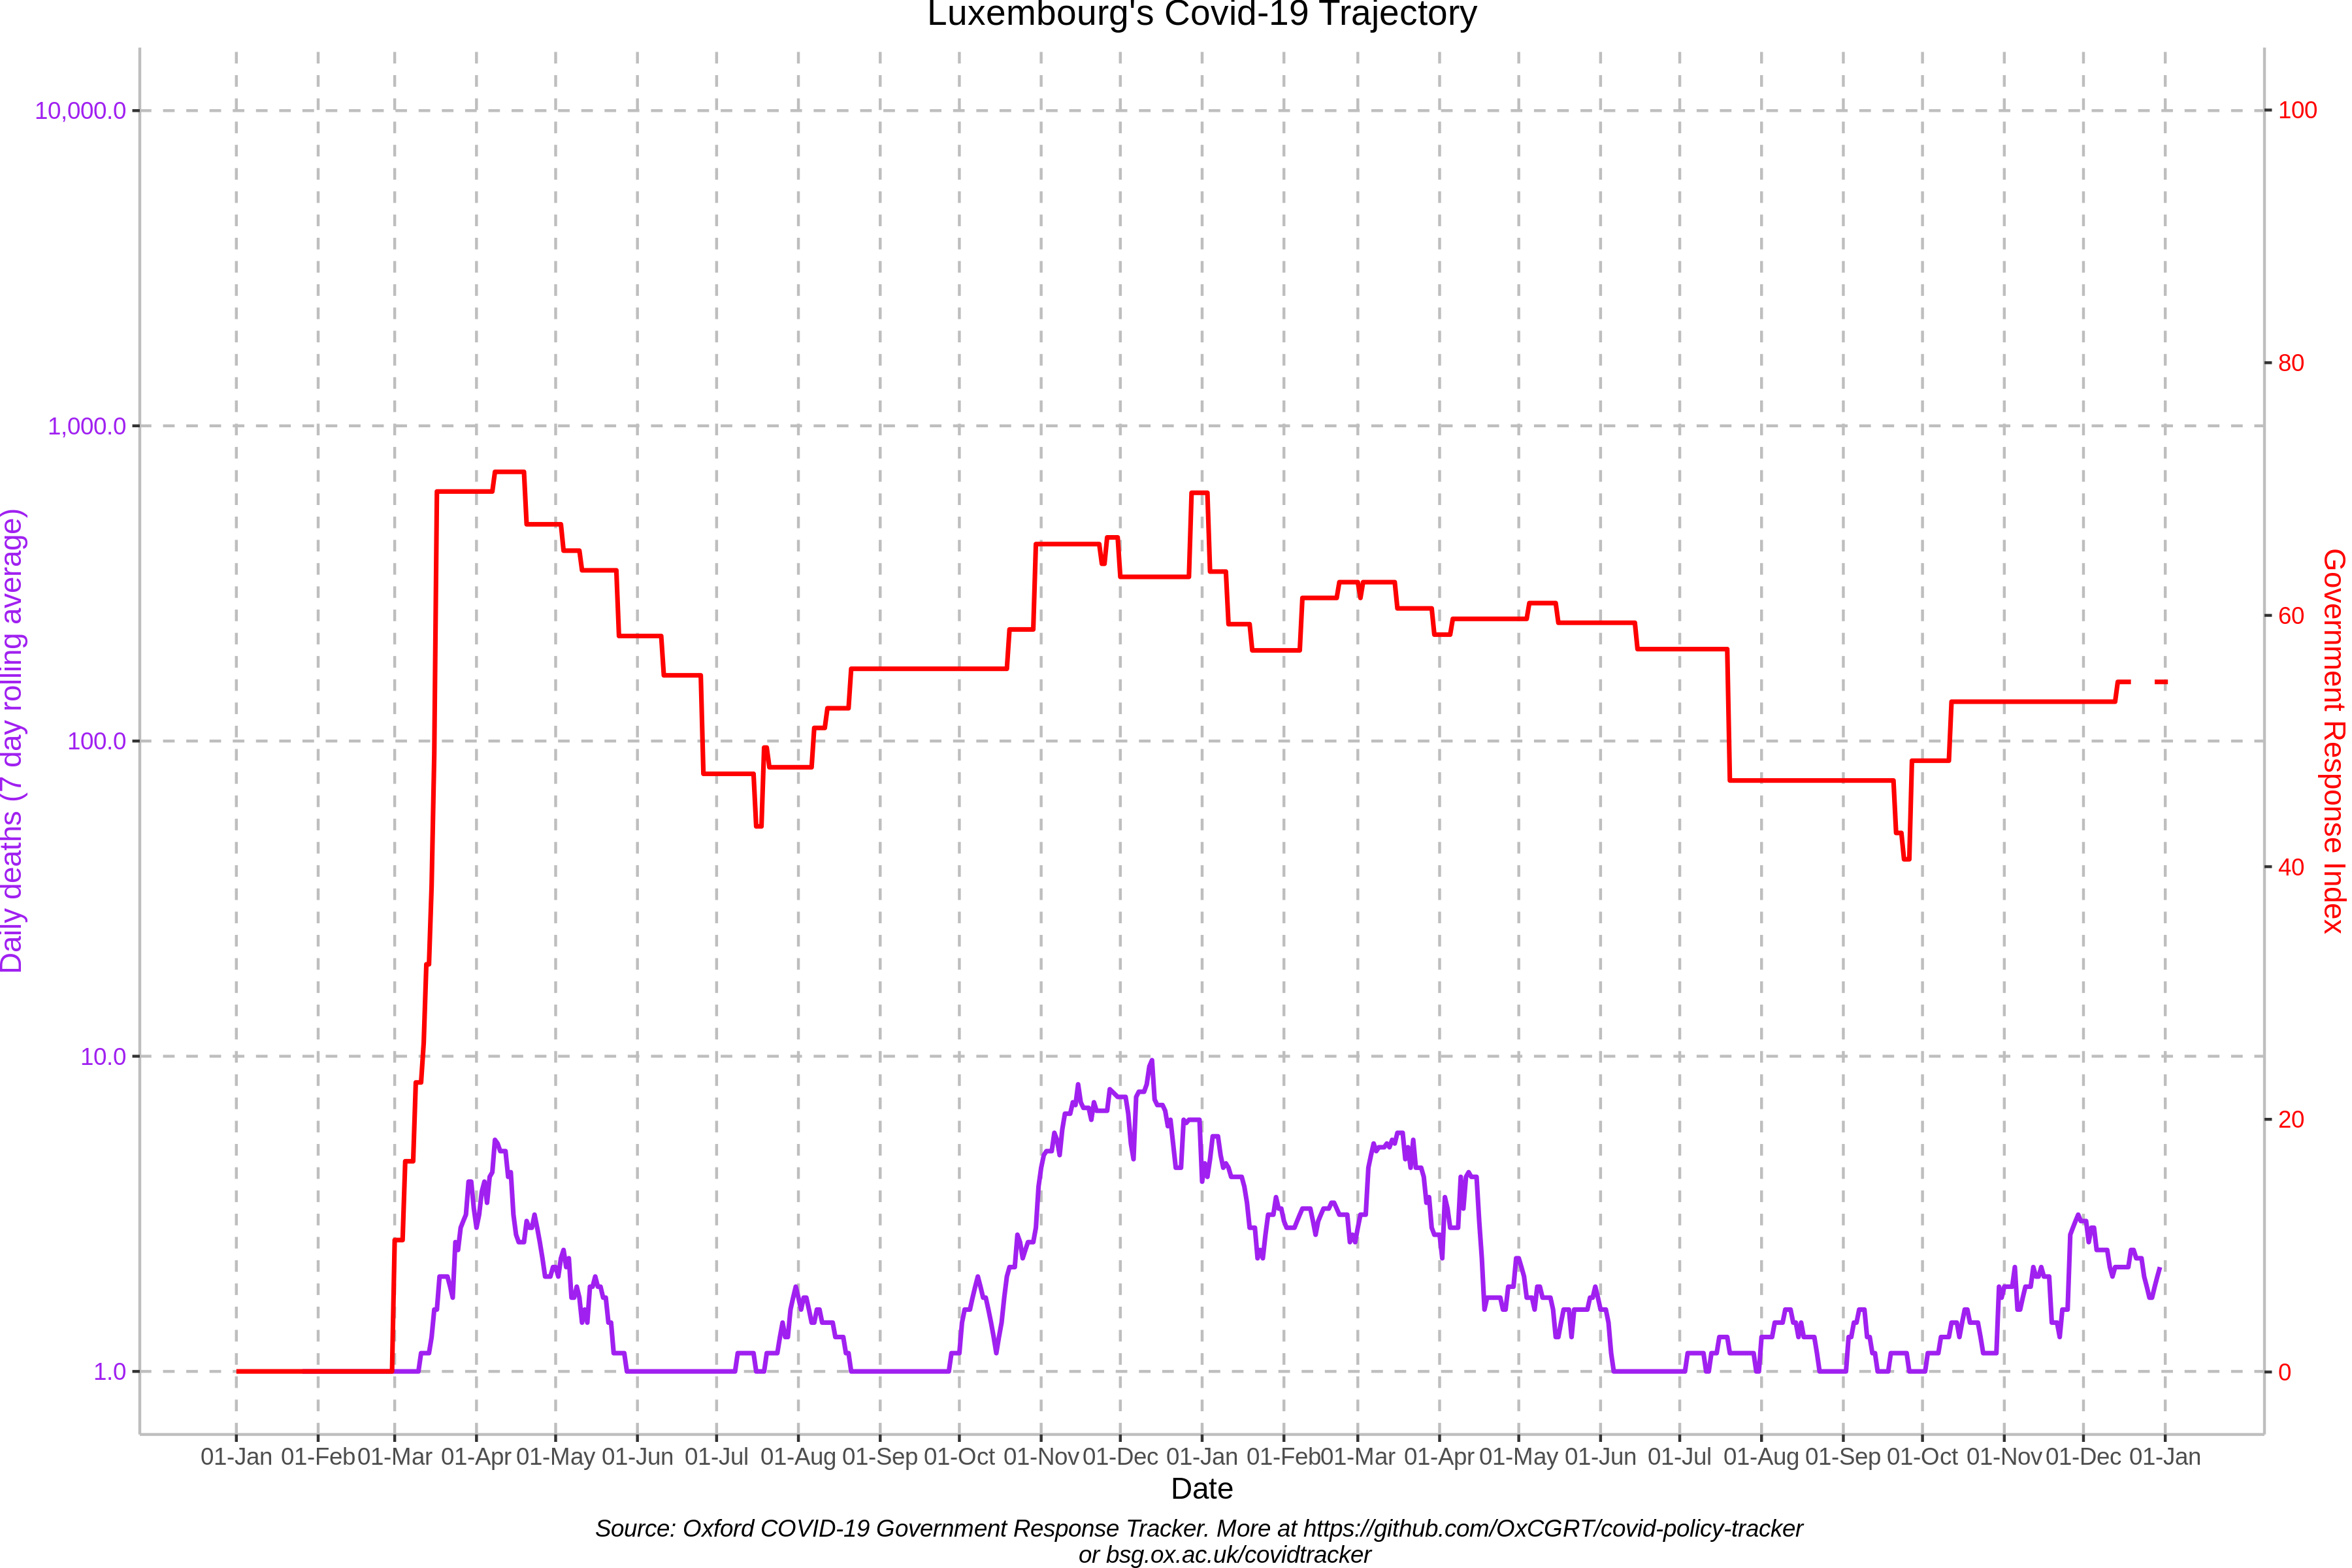 Luxembourg's Covid-19 Trajectory
Daily deaths (7 day rolling average)
10,000.0
1,000.0
100.0
10.0
1.0
Government Response Index
100
80
60
40
20
0
01-Jan 01-Feb 01-Mar 01-Apr 01-May 01-Jun 01-Jul 01-Aug 01-Sep 01-Oct 01-Nov 01-Dec 01-Jan 01-Feb 01-Mar 01-Apr 01-May 01-Jun 01-Jul 01-Aug 01-Sep 01-Oct 01-Nov 01-Dec 01-Jan
Date
Source: Oxford COVID-19 Government Response Tracker. More at https://github.com/OxCGRT/covid-policy-tracker
or bsg.ox.ac.uk/covidtracker